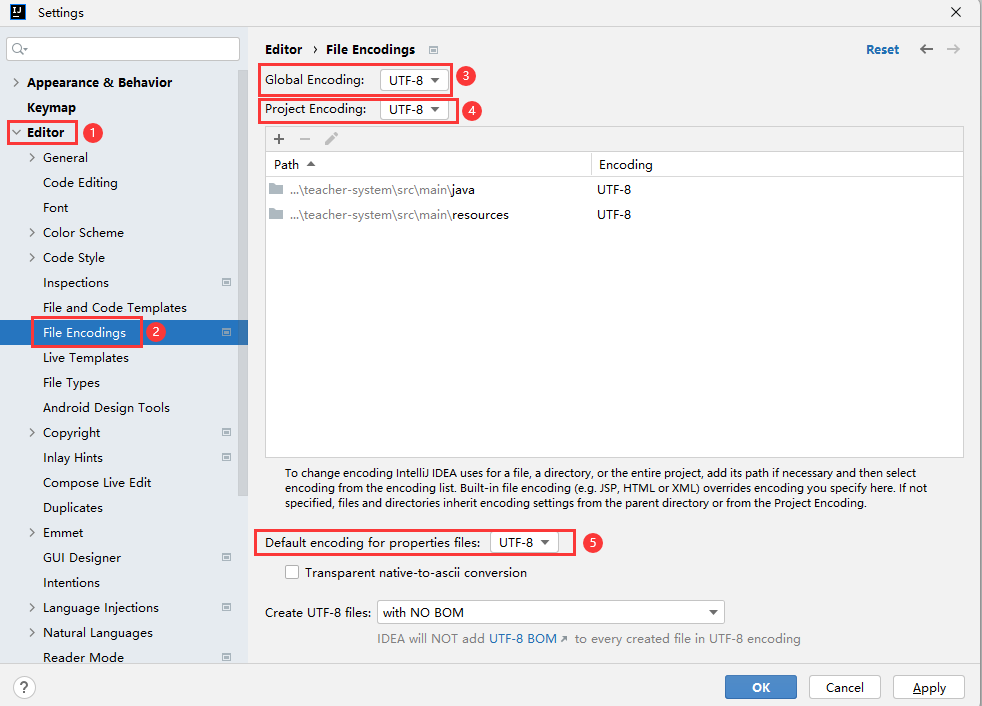 Settings
Appearance & Behavior
Keymap
Editor 1
General
Code Editing
Font
Color Scheme
Code Style
Inspections
File and Code Templates
File Encodings 2
Live Templates
File Types
Android Design Tools
Copyright
Inlay Hints
Compose Live Edit
Duplicates
Emmet
GUI Designer
Intentions
Language Injections
Natural Languages
Reader Mode
Editor › File Encodings
Reset
Global Encoding: UTF-8 3
Project Encoding: UTF-8 4
Path Encoding
...\teacher-system\src\main\java UTF-8
...\teacher-system\src\main\resources UTF-8
To change encoding IntelliJ IDEA uses for a file, a directory, or the entire project, add its path if necessary and then select
encoding from the encoding list. Built-in file encoding (e.g. JSP, HTML or XML) overrides encoding you specify here. If not
specified, files and directories inherit encoding settings from the parent directory or from the Project Encoding.
Default encoding for properties files: UTF-8 5
Transparent native-to-ascii conversion
Create UTF-8 files: with NO BOM
IDEA will NOT add UTF-8 BOM ↗ to every created file in UTF-8 encoding
?
OK Cancel Apply